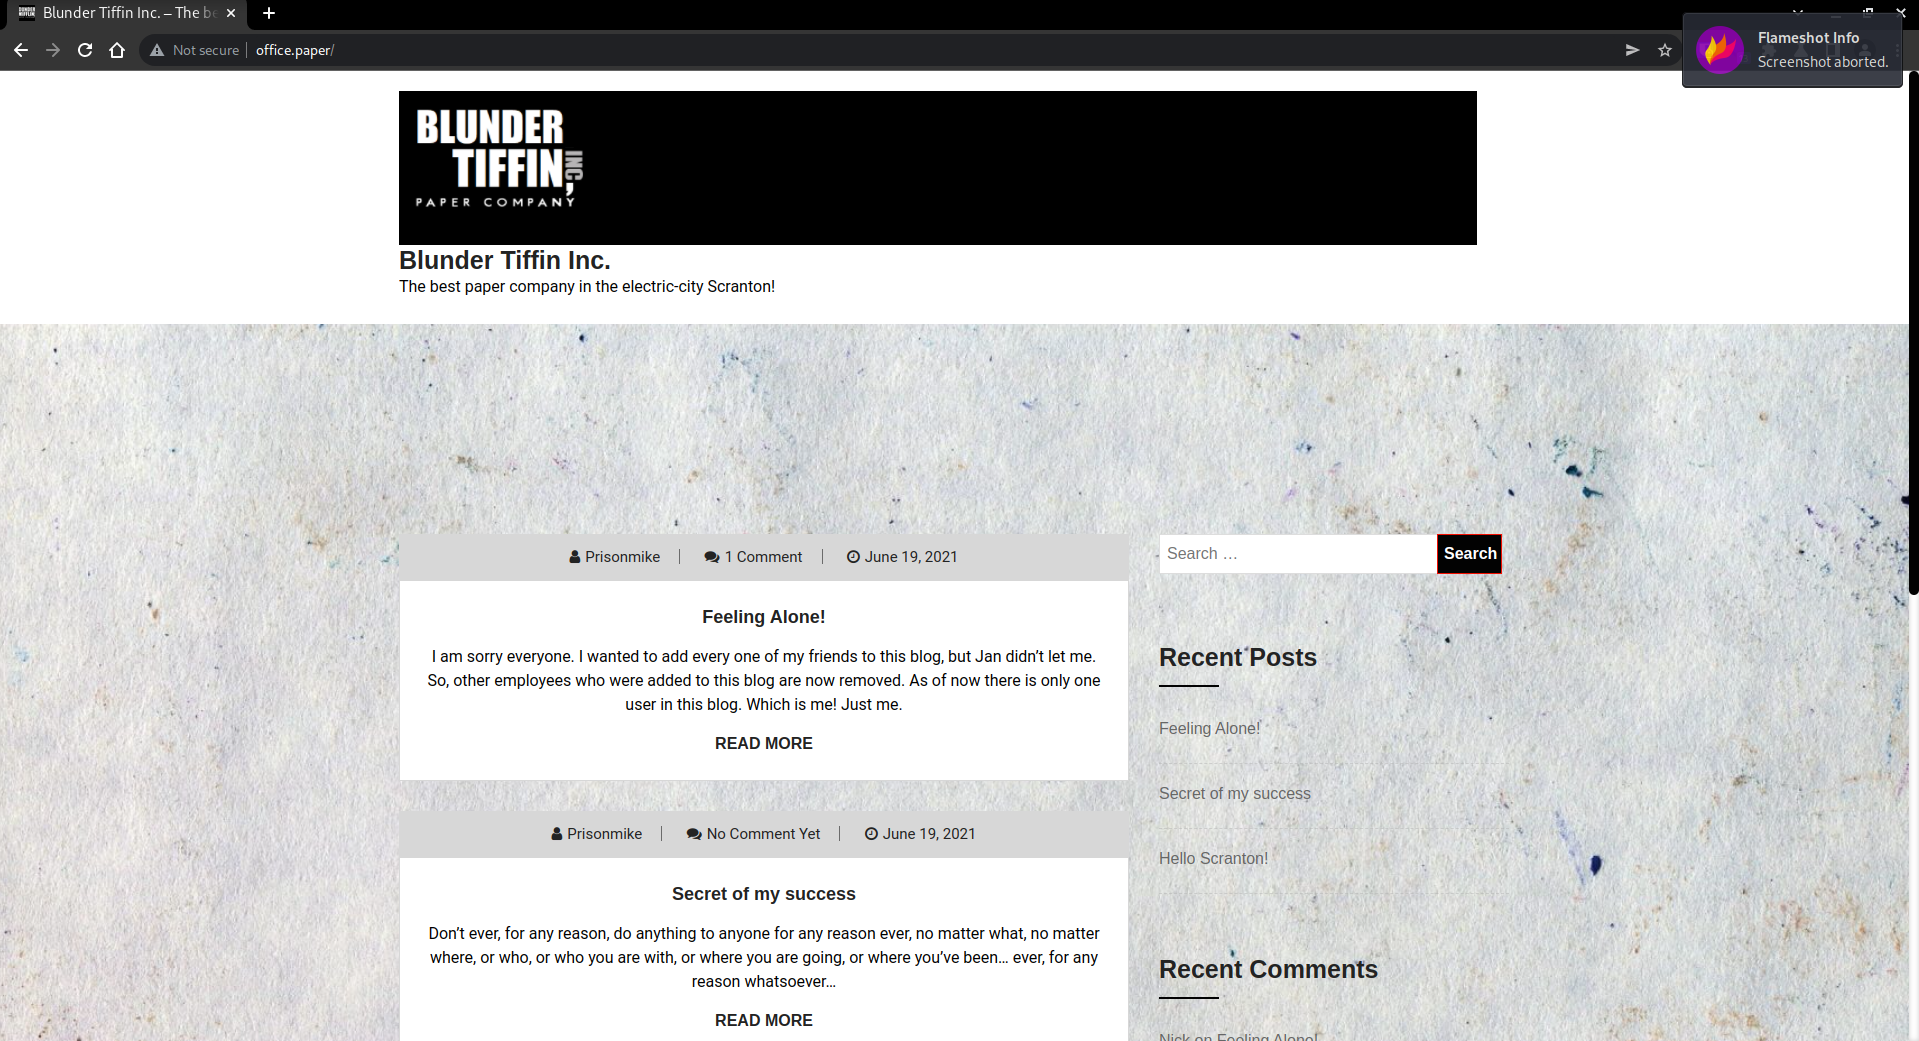 Blunder Tiffin Inc. – The be
Flameshot Info
Screenshot aborted.
Not secure
office.paper/
BLUNDER
TIFFIN, INC
PAPER COMPANY
Blunder Tiffin Inc.
The best paper company in the electric-city Scranton!
Prisonmike
1 Comment
June 19, 2021
Feeling Alone!
I am sorry everyone. I wanted to add every one of my friends to this blog, but Jan didn’t let me.
So, other employees who were added to this blog are now removed. As of now there is only one
user in this blog. Which is me! Just me.
READ MORE
Prisonmike
No Comment Yet
June 19, 2021
Secret of my success
Don’t ever, for any reason, do anything to anyone for any reason ever, no matter what, no matter
where, or who, or who you are with, or where you are going, or where you’ve been… ever, for any
reason whatsoever…
READ MORE
Search …
Search
Recent Posts
Feeling Alone!
Secret of my success
Hello Scranton!
Recent Comments
Nick on Feeling Alone!